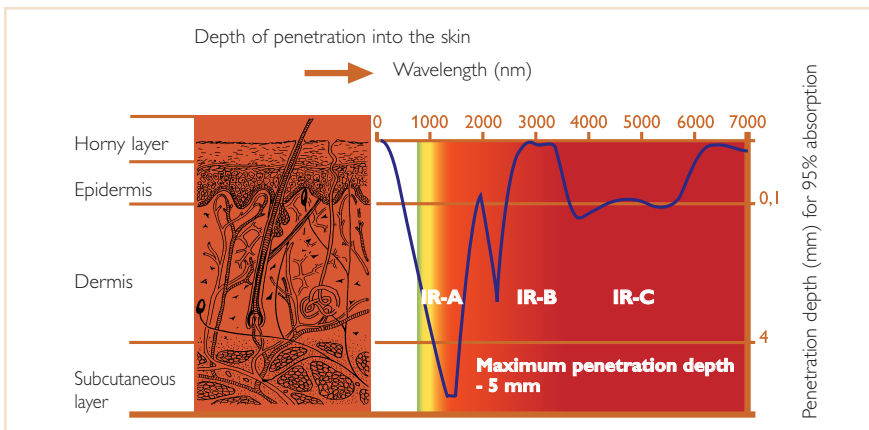 Depth of penetration into the skin
Wavelength (nm)
0 1000 2000 3000 4000 5000 6000 7000
Horny layer
Epidermis
0,1
Dermis
IR-A IR-B IR-C
4
Maximum penetration depth
- 5 mm
Subcutaneous
layer
Penetration depth (mm) for 95% absorption